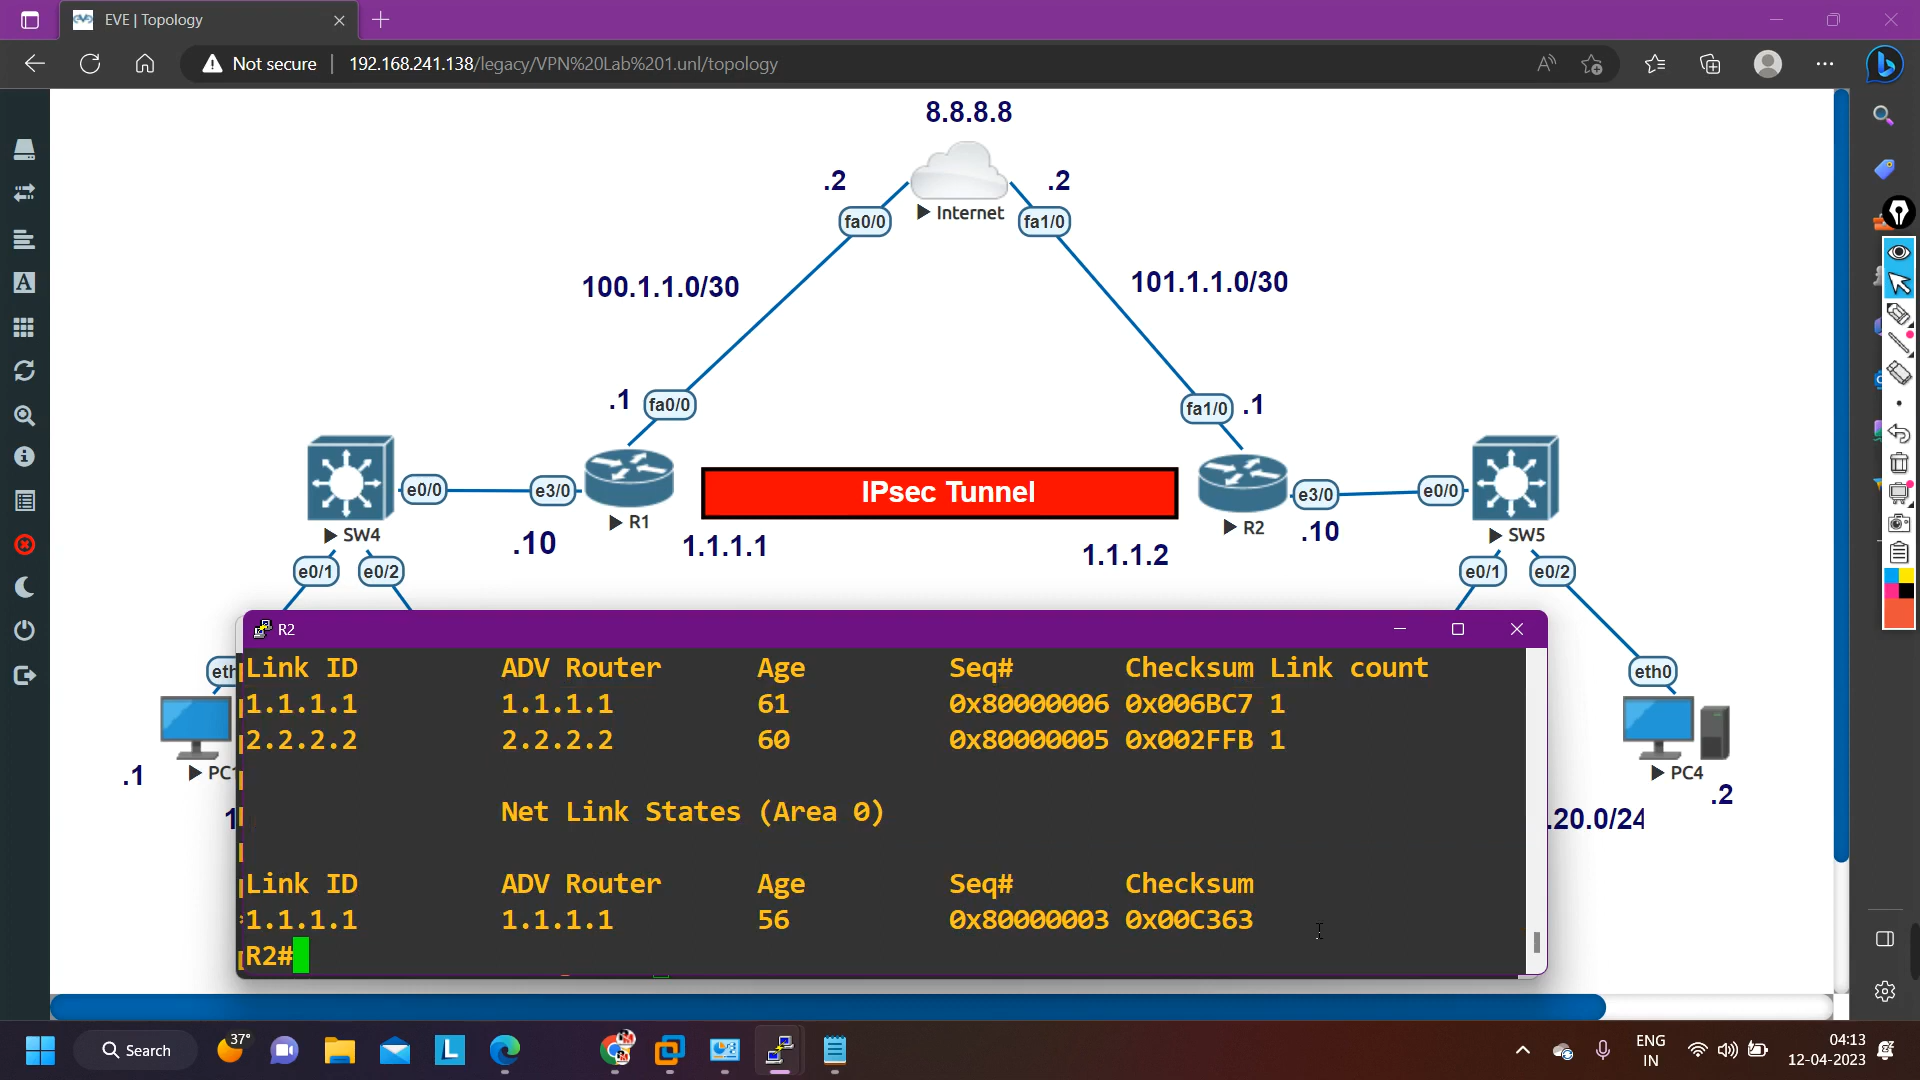 EVE | Topology
Not secure
192.168.241.138/legacy/VPN%20Lab%201.unl/topology
8.8.8.8
.2
.2
fa0/0
Internet
fa1/0
100.1.1.0/30
101.1.1.0/30
.1
fa0/0
fa1/0
.1
e0/0
e3/0
IPsec Tunnel
e3/0
e0/0
R1
R2
SW4
SW5
.10
1.1.1.1
1.1.1.2
.10
e0/1
e0/2
e0/1
e0/2
R2
eth
eth0
Link ID ADV Router Age Seq# Checksum Link count
1.1.1.1 1.1.1.1 61 0x80000006 0x006BC7 1
2.2.2.2 2.2.2.2 60 0x80000005 0x002FFB 1
Net Link States (Area 0)
Link ID ADV Router Age Seq# Checksum
1.1.1.1 1.1.1.1 56 0x80000003 0x00C363
R2#
.1
PC1
PC4
.2
1
.20.0/24
37°
Search
ENG
IN
04:13
12-04-2023